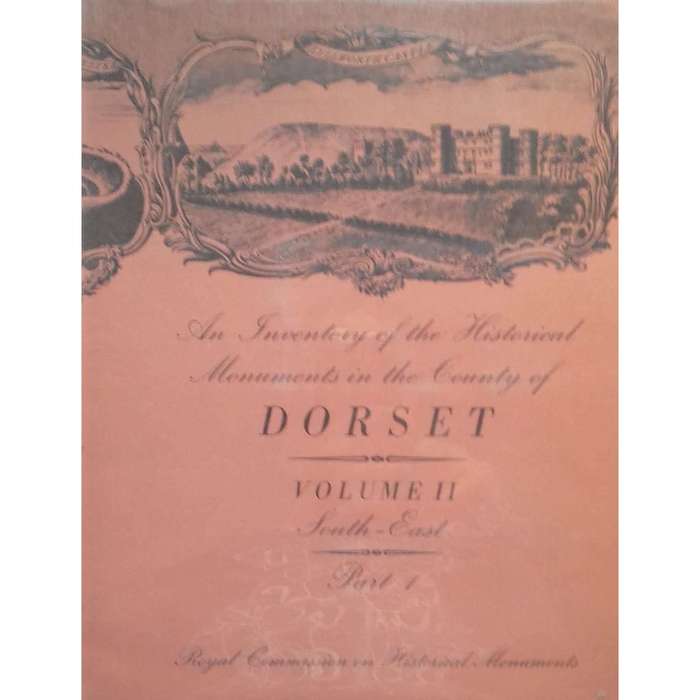 An Inventory of the Historical
Monuments in the County of
DORSET
VOLUME II
South-East
Part 1
Royal Commission on Historical Monuments